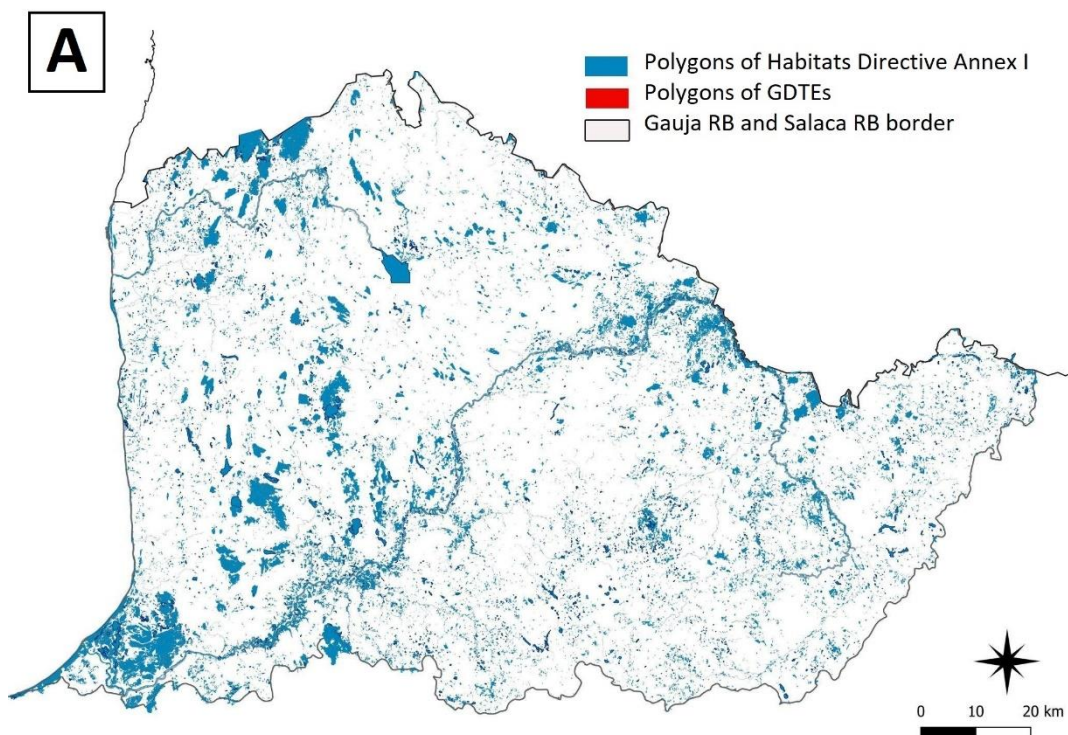 A
Polygons of Habitats Directive Annex I
Polygons of GDTEs
Gauja RB and Salaca RB border
0 10 20 km